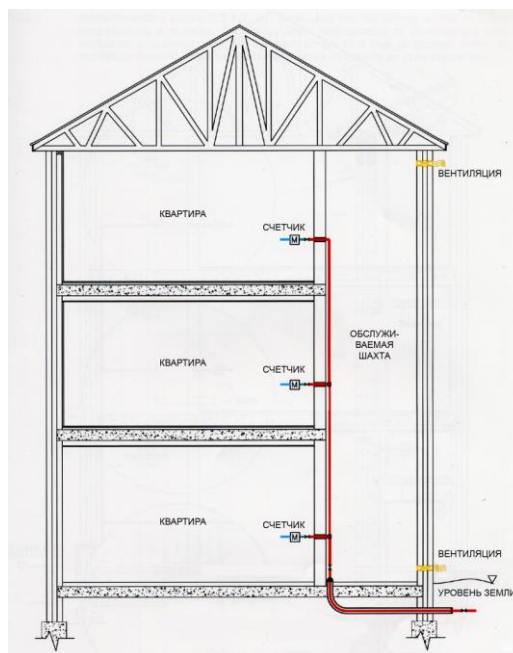 ВЕНТИЛЯЦИЯ
КВАРТИРА
СЧЕТЧИК
M
ОБСЛУЖИ-
ВАЕМАЯ
ШАХТА
КВАРТИРА
СЧЕТЧИК
M
КВАРТИРА
СЧЕТЧИК
M
ВЕНТИЛЯЦИЯ
УРОВЕНЬ ЗЕМЛИ